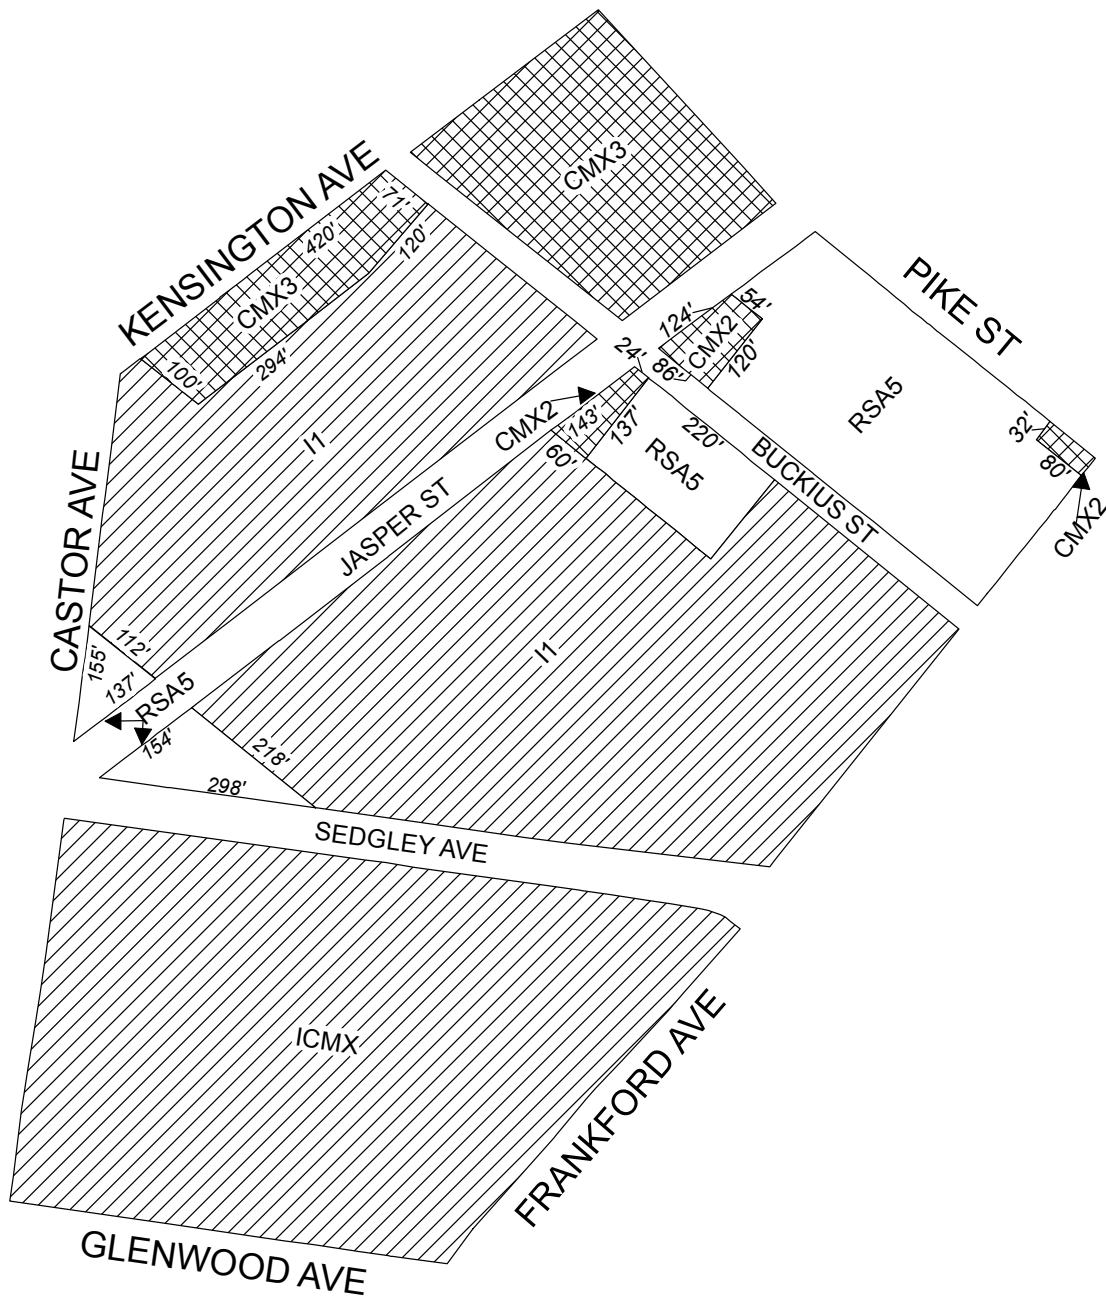 CMX3
KENSINGTON AVE
71'
420'
120'
CMX3
100'
294'
PIKE ST
54'
124'
CMX2
24'
86'
120'
RSA5
32'
80'
CMX2
CMX2
143'
137'
60'
RSA5
220'
BUCKIUS ST
I1
CASTOR AVE
JASPER ST
I1
112'
155'
137'
RSA5
154'
218'
298'
SEDGLEY AVE
ICMX
FRANKFORD AVE
GLENWOOD AVE